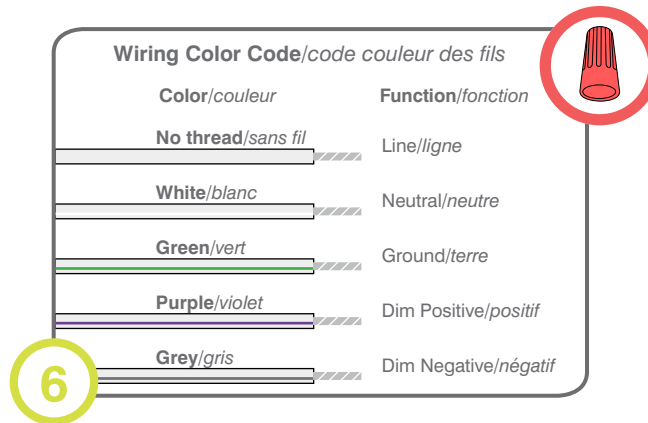 Wiring Color Code/code couleur des fils
Color/couleur Function/fonction
No thread/sans fil Line/ligne
White/blanc Neutral/neutre
Green/vert Ground/terre
Purple/violet Dim Positive/positif
Grey/gris Dim Negative/négatif
6